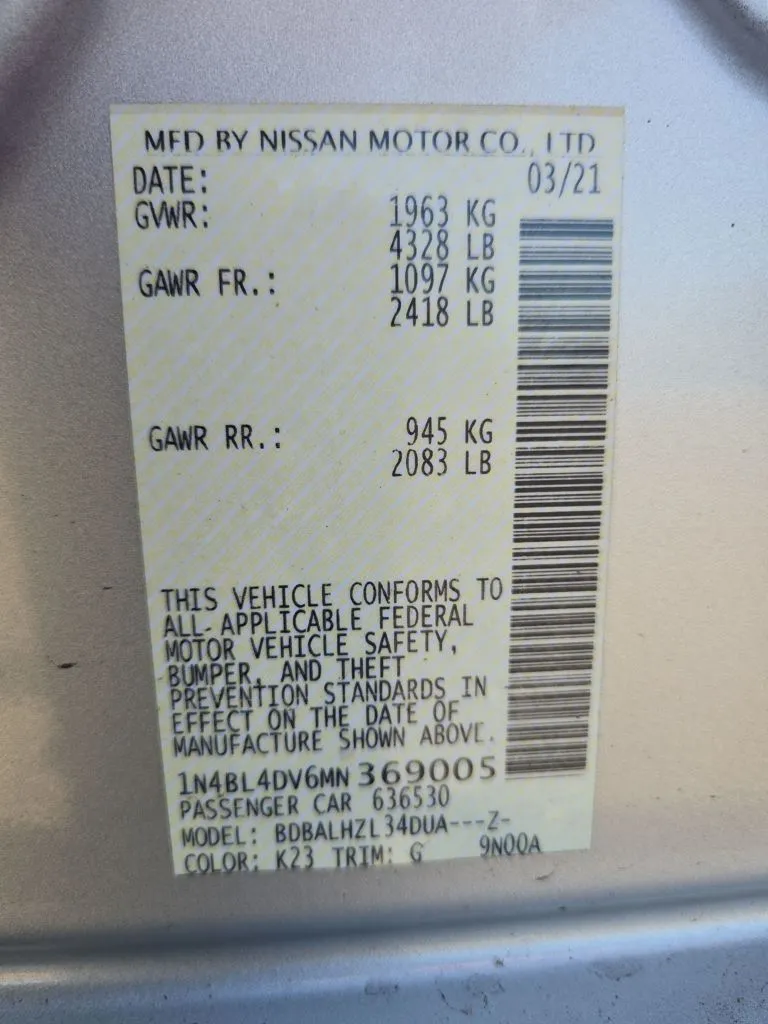 MFD BY NISSAN MOTOR CO., LTD
DATE: 03/21
GVWR: 1963 KG
4328 LB
GAWR FR.: 1097 KG
2418 LB
GAWR RR.: 945 KG
2083 LB
THIS VEHICLE CONFORMS TO
ALL APPLICABLE FEDERAL
MOTOR VEHICLE SAFETY,
BUMPER, AND THEFT
PREVENTION STANDARDS IN
EFFECT ON THE DATE OF
MANUFACTURE SHOWN ABOVE.
1N4BL4DV6MN369005
PASSENGER CAR 636530
MODEL: BDBALHZL34DUA---Z-
COLOR: K23 TRIM: G 9N00A